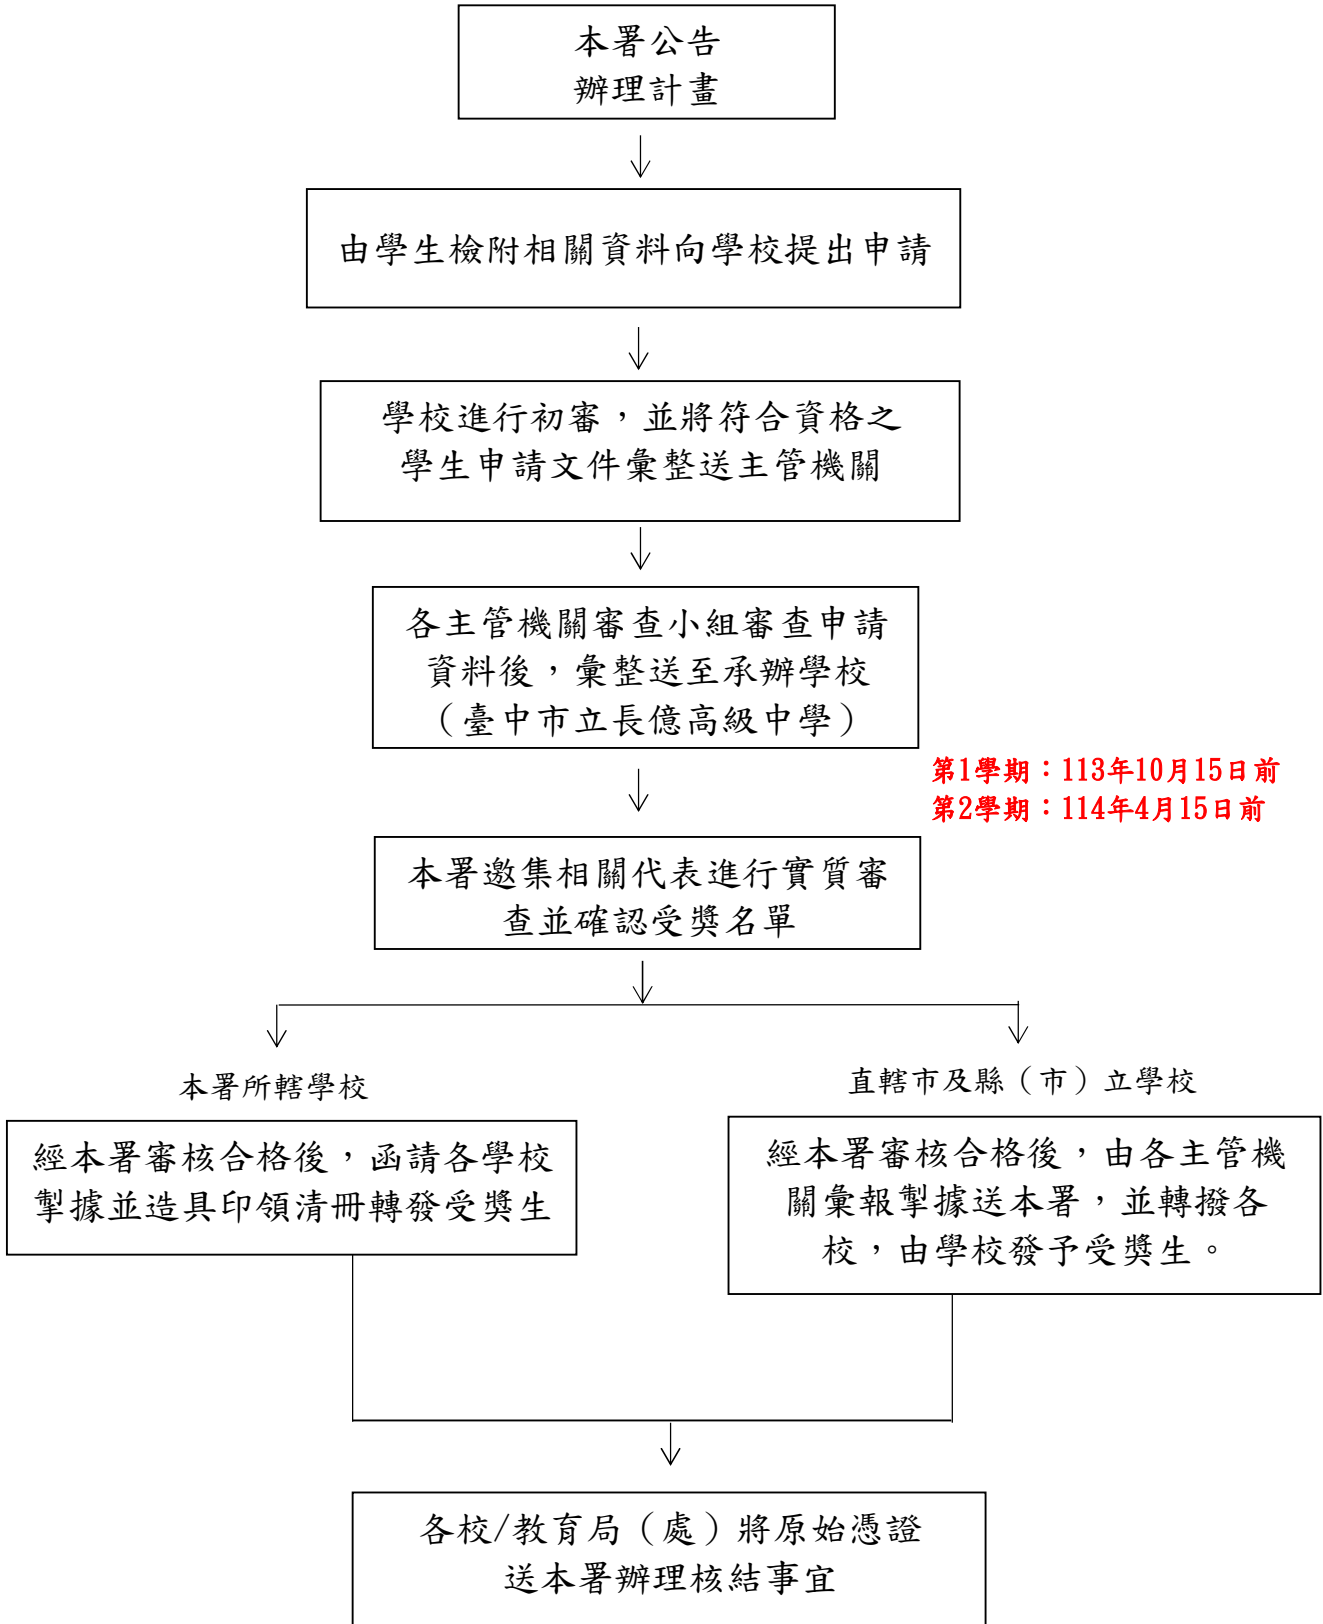 本署公告
辦理計畫
由學生檢附相關資料向學校提出申請
學校進行初審，並將符合資格之
學生申請文件彙整送主管機關
各主管機關審查小組審查申請
資料後，彙整送至承辦學校
（臺中市立長億高級中學）
第1學期：113年10月15日前
第2學期：114年4月15日前
本署邀集相關代表進行實質審
查並確認受獎名單
本署所轄學校
經本署審核合格後，函請各學校
掣據並造具印領清冊轉發受獎生
直轄市及縣（市）立學校
經本署審核合格後，由各主管機
關彙報掣據送本署，並轉撥各
校，由學校發予受獎生。
各校/教育局（處）將原始憑證
送本署辦理核結事宜